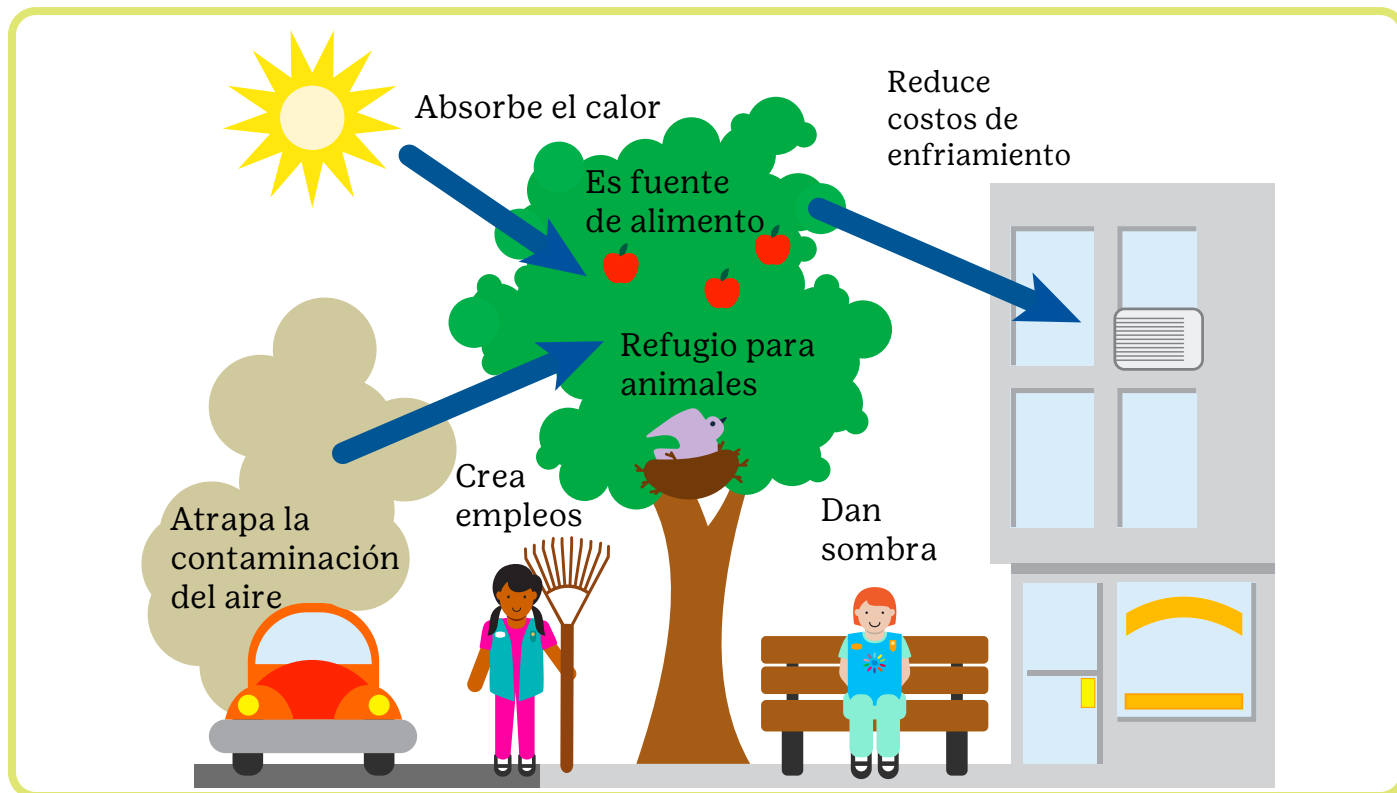 Absorbe el calor
Reduce
costos de
enfriamiento
Es fuente
de alimento
Refugio para
animales
Crea
empleos
Dan
sombra
Atrapa la
contaminación
del aire